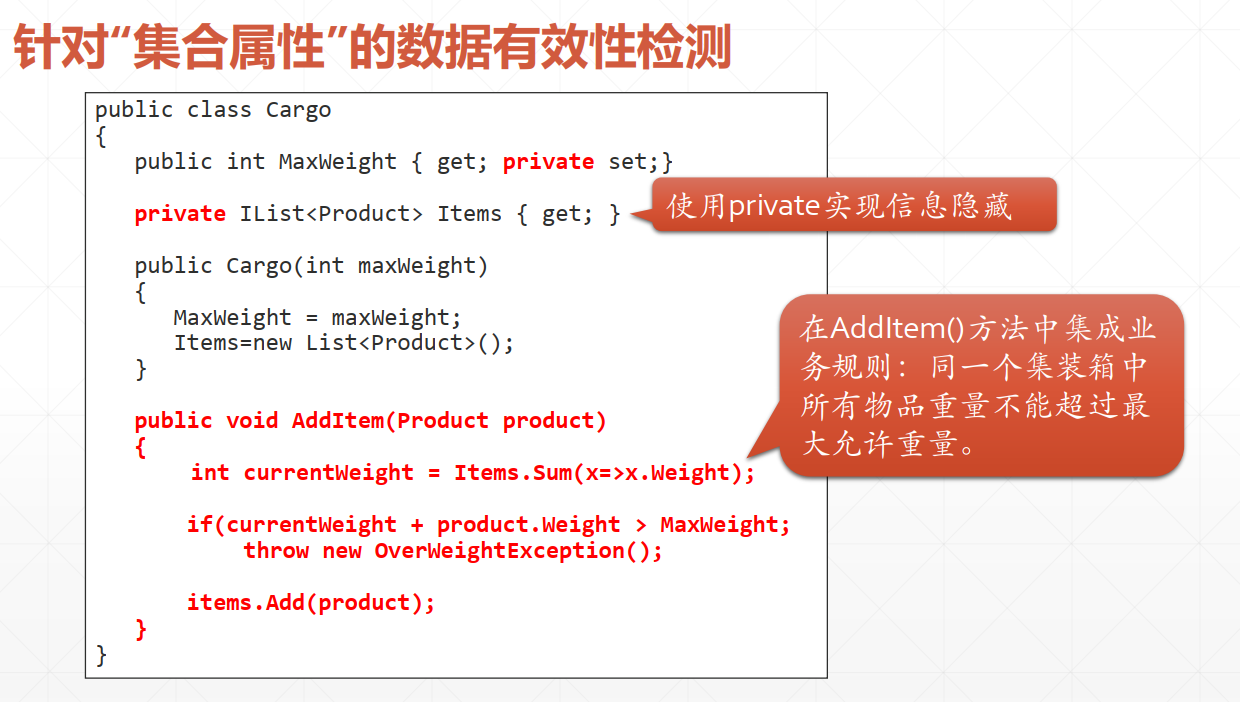 针对“集合属性”的数据有效性检测
public class Cargo
{
public int MaxWeight { get; private set;}
private IList<Product> Items { get; }
使用private实现信息隐藏
public Cargo(int maxWeight)
{
MaxWeight = maxWeight;
Items=new List<Product>();
}
在AddItem()方法中集成业
务规则：同一个集装箱中
所有物品重量不能超过最
大允许重量。
public void AddItem(Product product)
{
int currentWeight = Items.Sum(x=>x.Weight);
if(currentWeight + product.Weight > MaxWeight;
throw new OverWeightException();
items.Add(product);
}
}